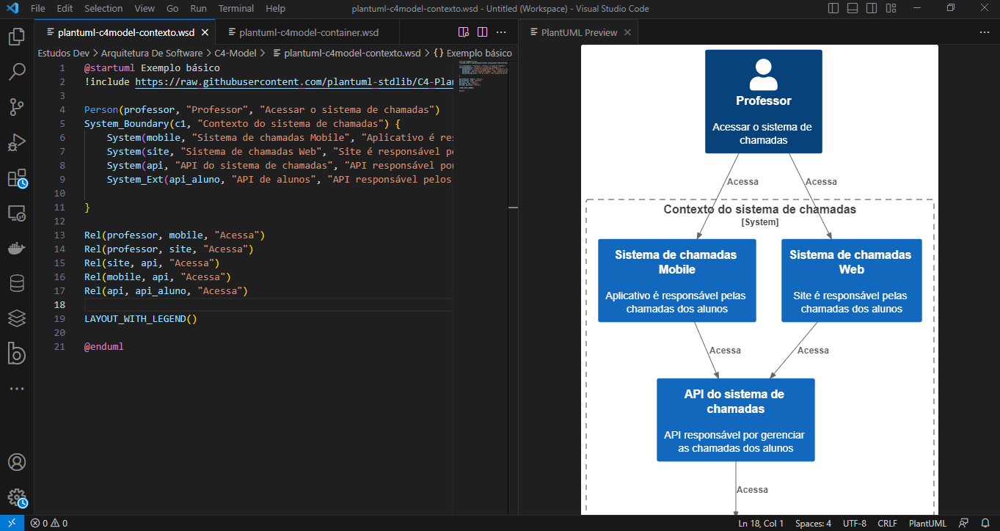 File Edit Selection View Go Run Terminal Help
plantuml-c4model-contexto.wsd - Untitled (Workspace) - Visual Studio Code
plantuml-c4model-contexto.wsd
plantuml-c4model-container.wsd
Estudos Dev > Arquitetura De Software > C4-Model > plantuml-c4model-contexto.wsd > {} Exemplo básico
1 @startuml Exemplo básico
2 !include https://raw.githubusercontent.com/plantuml-stdlib/C4-Plan
3
4 Person(professor, "Professor", "Acessar o sistema de chamadas")
5 System_Boundary(c1, "Contexto do sistema de chamadas") {
6 System(mobile, "Sistema de chamadas Mobile", "Aplicativo é res
7 System(site, "Sistema de chamadas Web", "Site é responsável pe
8 System(api, "API do sistema de chamadas", "API responsável por
9 System_Ext(api_aluno, "API de alunos", "API responsável pelos
10
11 }
12
13 Rel(professor, mobile, "Acessa")
14 Rel(professor, site, "Acessa")
15 Rel(site, api, "Acessa")
16 Rel(mobile, api, "Acessa")
17 Rel(api, api_aluno, "Acessa")
18
19 LAYOUT_WITH_LEGEND()
20
21 @enduml
PlantUML Preview
Professor
Acessar o sistema de
chamadas
Acessa
Acessa
Contexto do sistema de chamadas
[System]
Sistema de chamadas
Mobile
Aplicativo é responsável pelas
chamadas dos alunos
Sistema de chamadas
Web
Site é responsável pelas
chamadas dos alunos
Acessa
Acessa
API do sistema de
chamadas
API responsável por gerenciar
as chamadas dos alunos
Acessa
0 0
Ln 18, Col 1 Spaces: 4 UTF-8 CRLF PlantUML